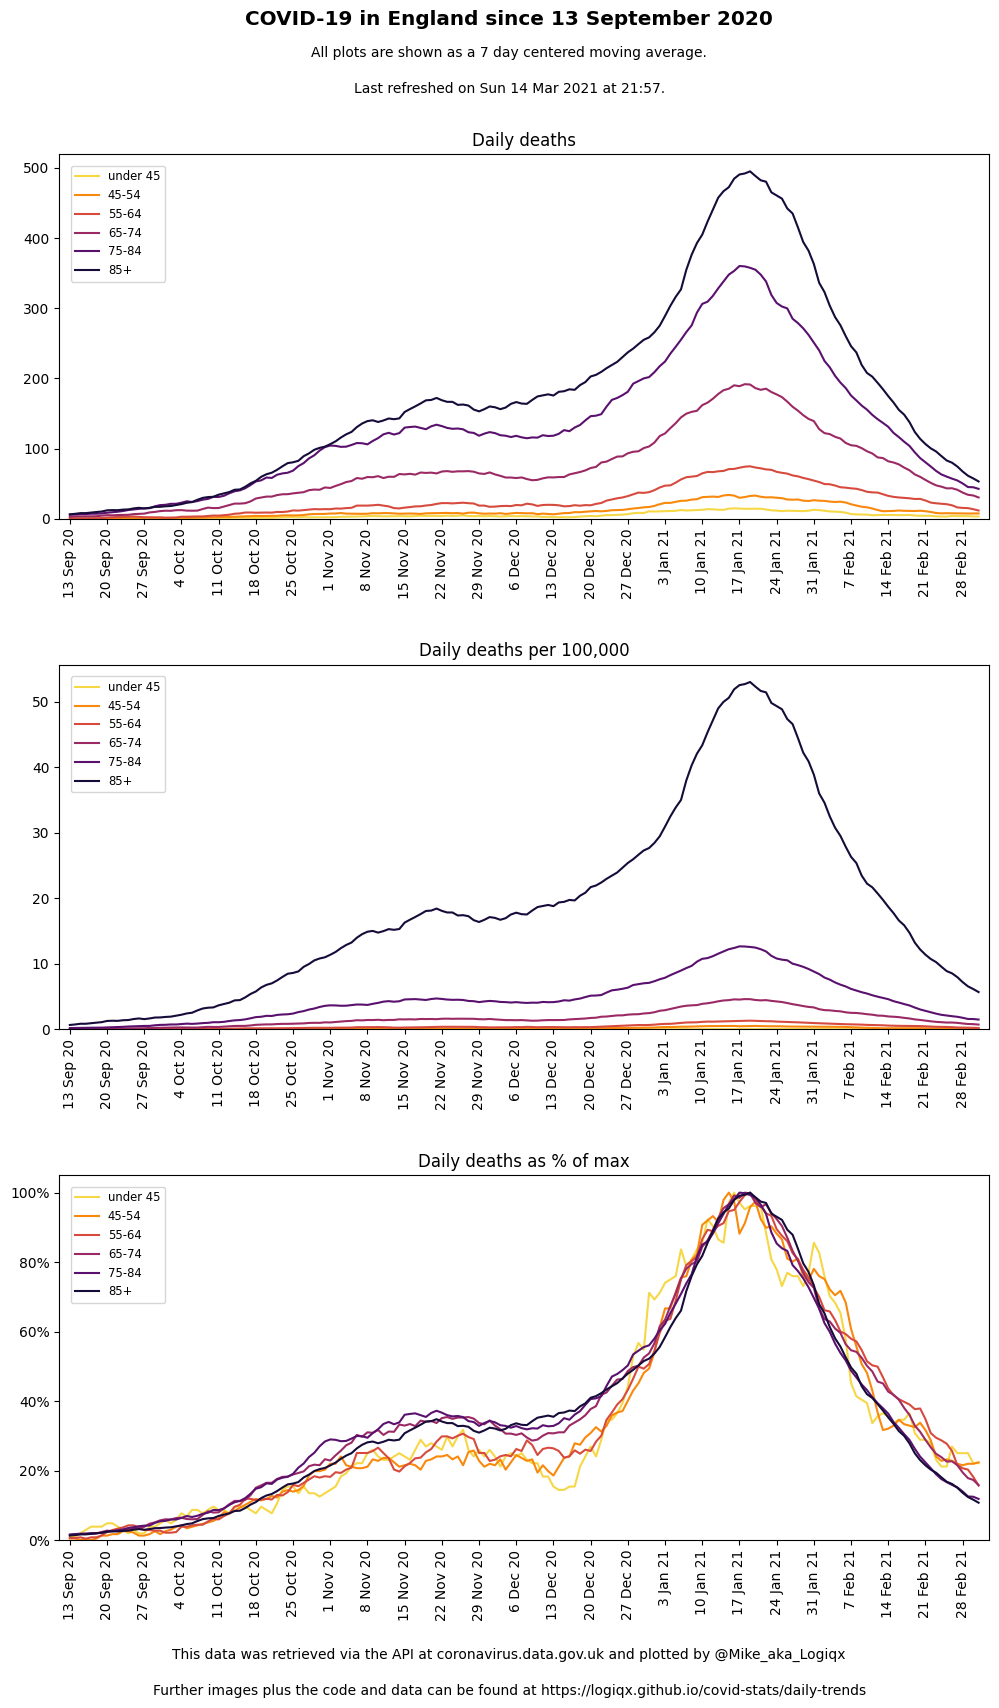 COVID-19 in England since 13 September 2020
All plots are shown as a 7 day centered moving average.
Last refreshed on Sun 14 Mar 2021 at 21:57.
Daily deaths
500
400
300
200
100
0
under 45
45-54
55-64
65-74
75-84
85+
13 Sep 20
20 Sep 20
27 Sep 20
4 Oct 20
11 Oct 20
18 Oct 20
25 Oct 20
1 Nov 20
8 Nov 20
15 Nov 20
22 Nov 20
29 Nov 20
6 Dec 20
13 Dec 20
20 Dec 20
27 Dec 20
3 Jan 21
10 Jan 21
17 Jan 21
24 Jan 21
31 Jan 21
7 Feb 21
14 Feb 21
21 Feb 21
28 Feb 21
Daily deaths per 100,000
50
40
30
20
10
0
under 45
45-54
55-64
65-74
75-84
85+
13 Sep 20
20 Sep 20
27 Sep 20
4 Oct 20
11 Oct 20
18 Oct 20
25 Oct 20
1 Nov 20
8 Nov 20
15 Nov 20
22 Nov 20
29 Nov 20
6 Dec 20
13 Dec 20
20 Dec 20
27 Dec 20
3 Jan 21
10 Jan 21
17 Jan 21
24 Jan 21
31 Jan 21
7 Feb 21
14 Feb 21
21 Feb 21
28 Feb 21
Daily deaths as % of max
100%
80%
60%
40%
20%
0%
under 45
45-54
55-64
65-74
75-84
85+
13 Sep 20
20 Sep 20
27 Sep 20
4 Oct 20
11 Oct 20
18 Oct 20
25 Oct 20
1 Nov 20
8 Nov 20
15 Nov 20
22 Nov 20
29 Nov 20
6 Dec 20
13 Dec 20
20 Dec 20
27 Dec 20
3 Jan 21
10 Jan 21
17 Jan 21
24 Jan 21
31 Jan 21
7 Feb 21
14 Feb 21
21 Feb 21
28 Feb 21
This data was retrieved via the API at coronavirus.data.gov.uk and plotted by @Mike_aka_Logiqx
Further images plus the code and data can be found at https://logiqx.github.io/covid-stats/daily-trends